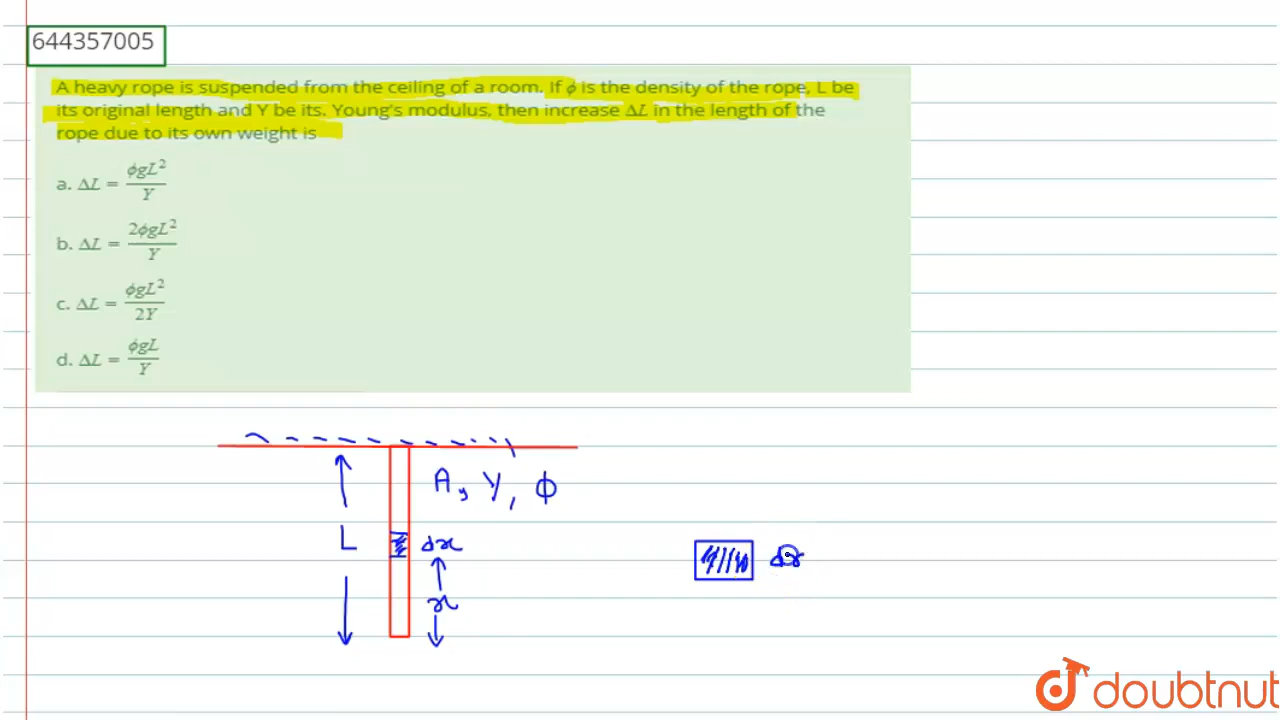 644357005
A heavy rope is suspended from the ceiling of a room. If ϕ is the density of the rope, L be
its original length and Y be its. Young's modulus, then increase ΔL in the length of the
rope due to its own weight is
a. ΔL = ϕgL²/Y
b. ΔL = 2ϕgL²/Y
c. ΔL = ϕgL²/2Y
d. ΔL = ϕgL/Y
A, Y, ϕ
L
dx
dx
x
doubtnut